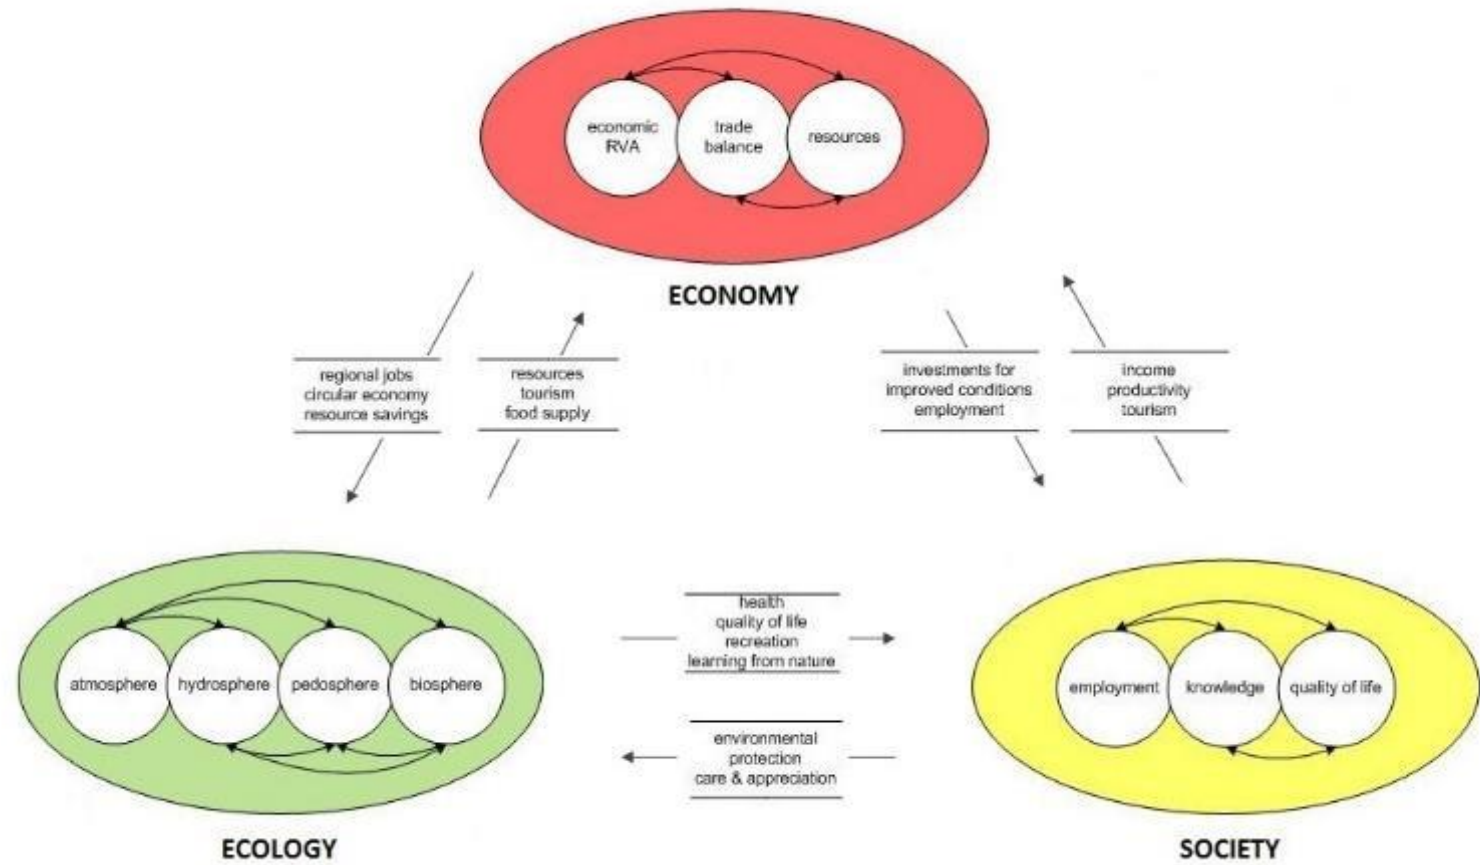 economic
RVA
trade
balance
resources
ECONOMY
regional jobs
circular economy
resource savings
resources
tourism
food supply
investments for
improved conditions
employment
income
productivity
tourism
health
quality of life
recreation
learning from nature
atmosphere
hydrosphere
pedosphere
biosphere
employment
knowledge
quality of life
environmental
protection
care & appreciation
ECOLOGY
SOCIETY